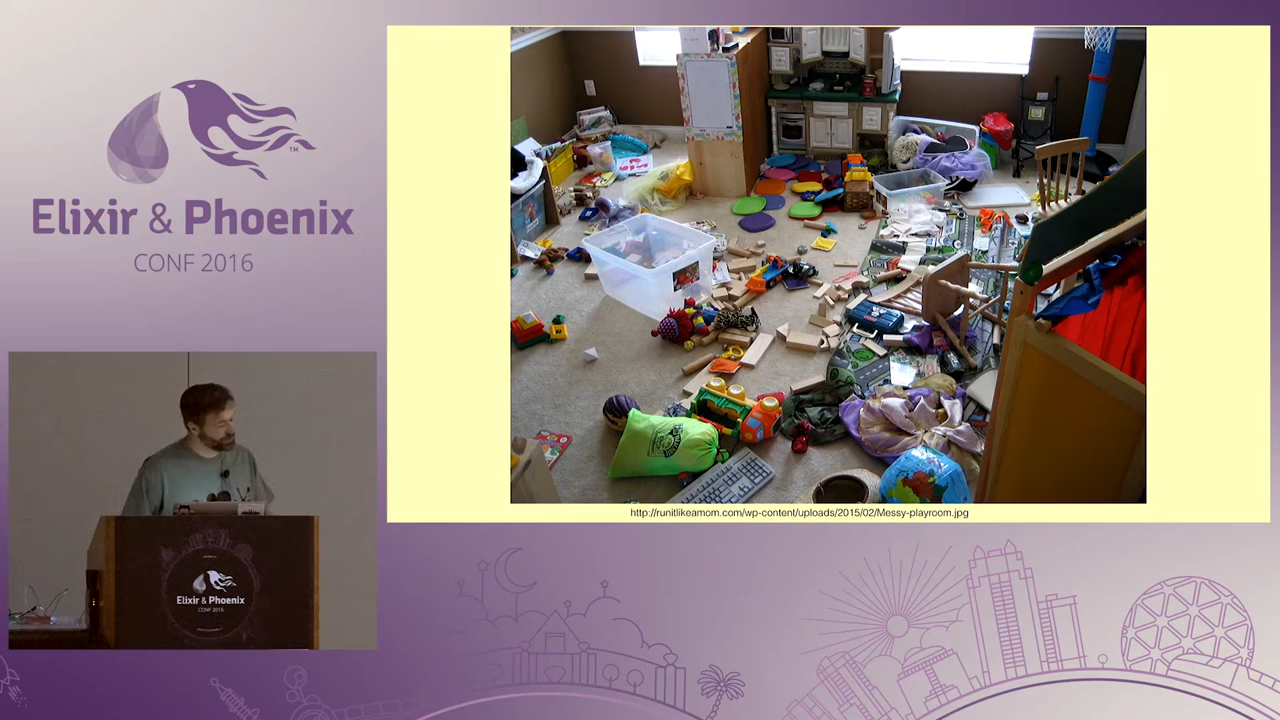 Elixir & Phoenix
TM
CONF 2016
http://runitlikeamom.com/wp-content/uploads/2015/02/Messy-playroom.jpg
Elixir & Phoenix
CONF 2016